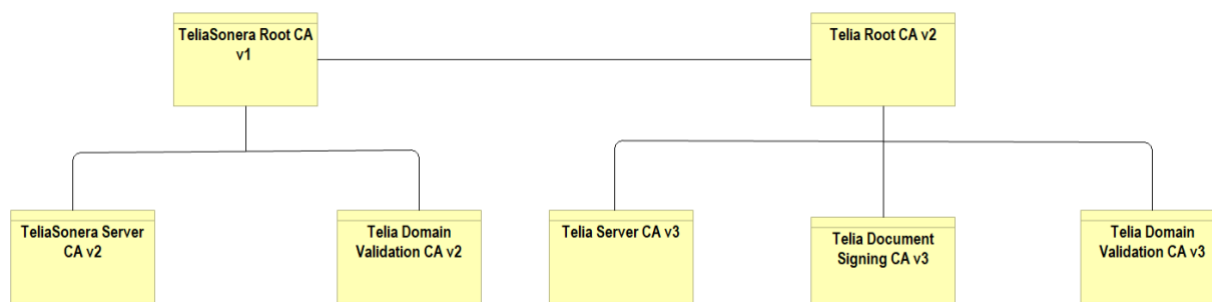 TeliaSonera Root CA
v1
Telia Root CA v2
TeliaSonera Server
CA v2
Telia Domain
Validation CA v2
Telia Server CA v3
Telia Document
Signing CA v3
Telia Domain
Validation CA v3